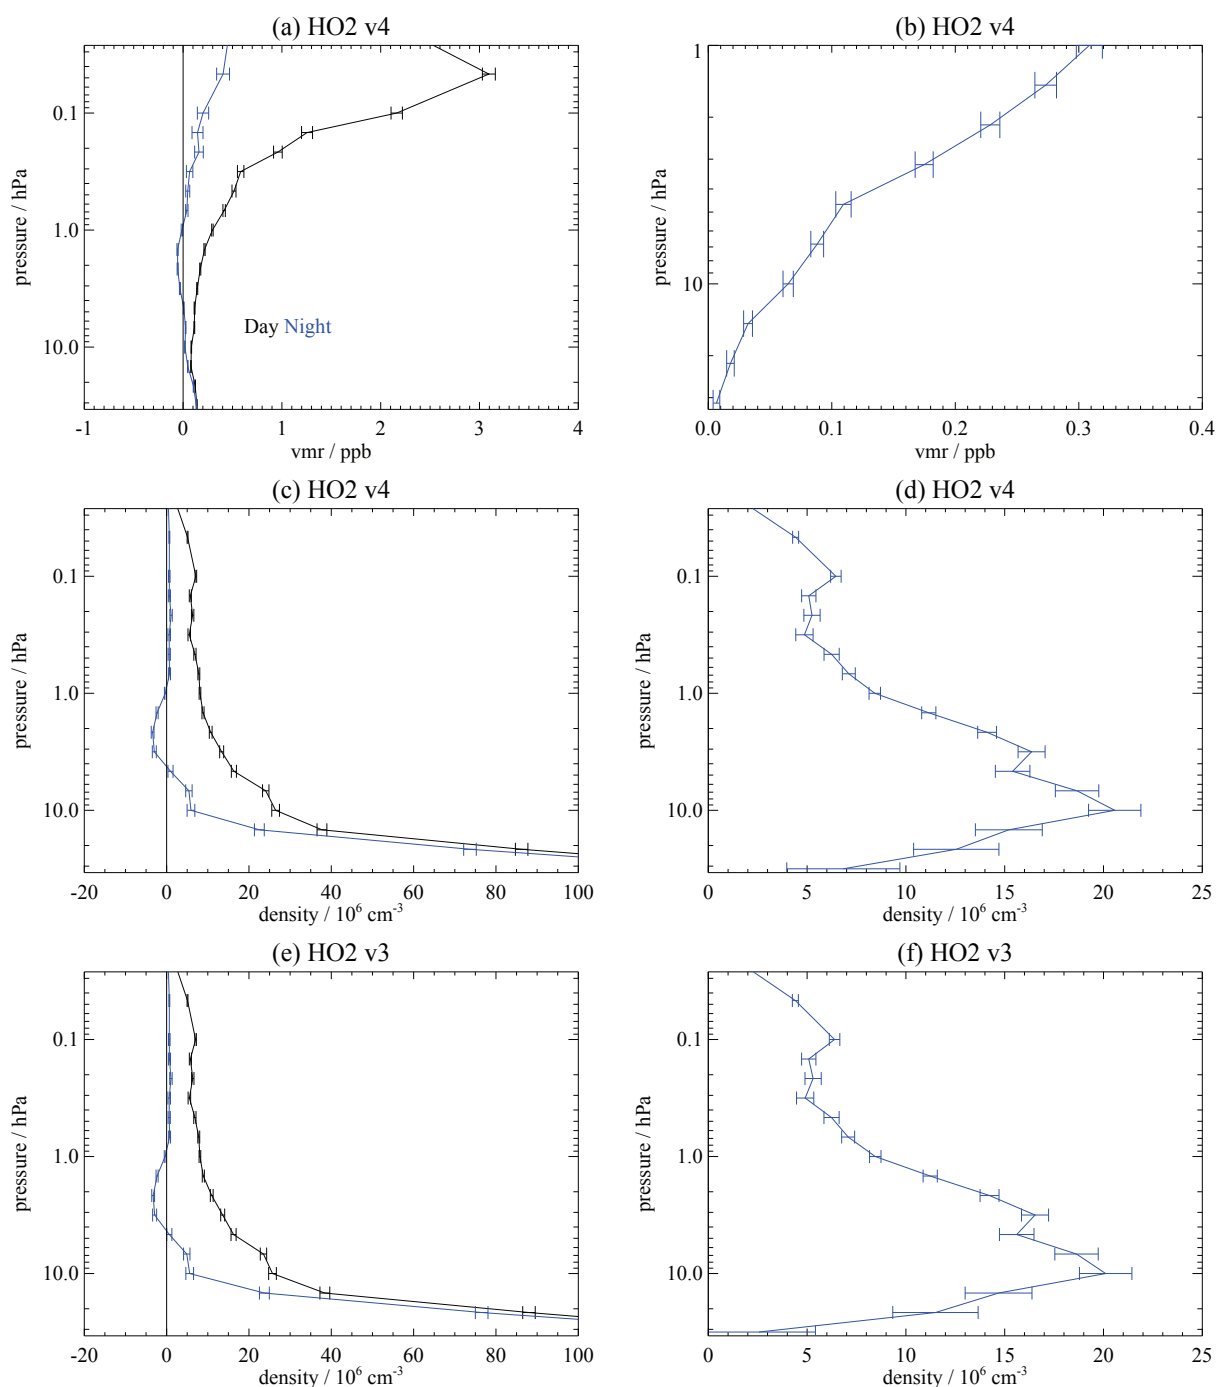 (a) HO2 v4
pressure / hPa
0.1
1.0
10.0
Day Night
-1 0 1 2 3 4
vmr / ppb
(b) HO2 v4
pressure / hPa
1
10
0.0 0.1 0.2 0.3 0.4
vmr / ppb
(c) HO2 v4
pressure / hPa
0.1
1.0
10.0
-20 0 20 40 60 80 100
density / 10⁶ cm⁻³
(d) HO2 v4
pressure / hPa
0.1
1.0
10.0
0 5 10 15 20 25
density / 10⁶ cm⁻³
(e) HO2 v3
pressure / hPa
0.1
1.0
10.0
-20 0 20 40 60 80 100
density / 10⁶ cm⁻³
(f) HO2 v3
pressure / hPa
0.1
1.0
10.0
0 5 10 15 20 25
density / 10⁶ cm⁻³